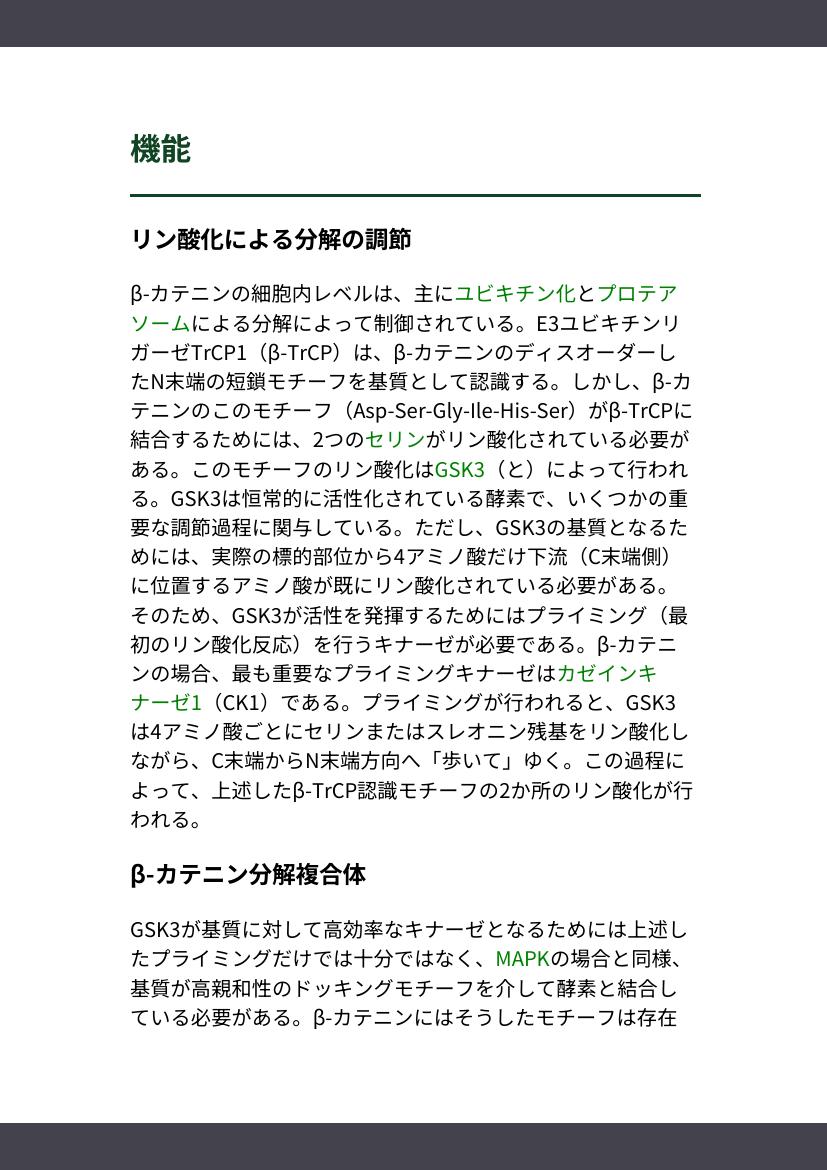 機能
リン酸化による分解の調節
β-カテニンの細胞内レベルは、主にユビキチン化とプロテア
ソームによる分解によって制御されている。E3ユビキチンリ
ガーゼTrCP1（β-TrCP）は、β-カテニンのディスオーダーし
たN末端の短鎖モチーフを基質として認識する。しかし、β-カ
テニンのこのモチーフ（Asp-Ser-Gly-Ile-His-Ser）がβ-TrCPに
結合するためには、2つのセリンがリン酸化されている必要が
ある。このモチーフのリン酸化はGSK3（と）によって行われ
る。GSK3は恒常的に活性化されている酵素で、いくつかの重
要な調節過程に関与している。ただし、GSK3の基質となるた
めには、実際の標的部位から4アミノ酸だけ下流（C末端側）
に位置するアミノ酸が既にリン酸化されている必要がある。
そのため、GSK3が活性を発揮するためにはプライミング（最
初のリン酸化反応）を行うキナーゼが必要である。β-カテニ
ンの場合、最も重要なプライミングキナーゼはカゼインキ
ナーゼ1（CK1）である。プライミングが行われると、GSK3
は4アミノ酸ごとにセリンまたはスレオニン残基をリン酸化し
ながら、C末端からN末端方向へ「歩いて」ゆく。この過程に
よって、上述したβ-TrCP認識モチーフの2か所のリン酸化が行
われる。
β-カテニン分解複合体
GSK3が基質に対して高効率なキナーゼとなるためには上述し
たプライミングだけでは十分ではなく、MAPKの場合と同様、
基質が高親和性のドッキングモチーフを介して酵素と結合し
ている必要がある。β-カテニンにはそうしたモチーフは存在